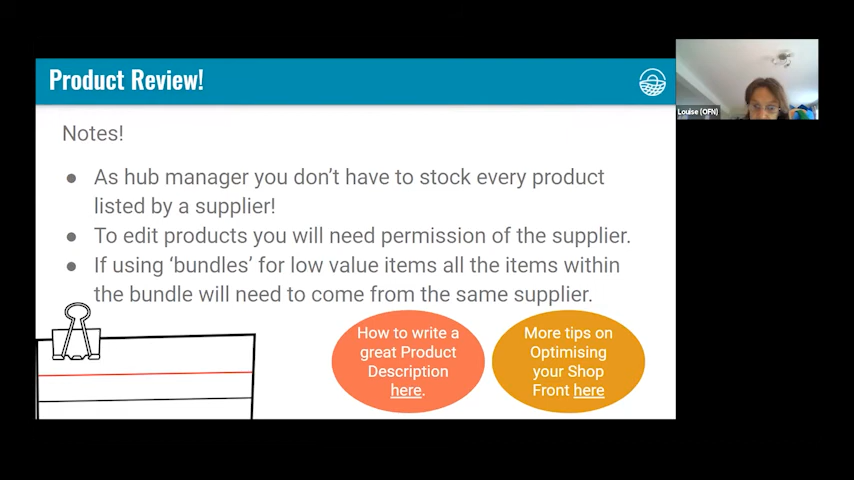 Product Review!
Louise (OFN)
Notes!
● As hub manager you don't have to stock every product
listed by a supplier!
● To edit products you will need permission of the supplier.
● If using 'bundles' for low value items all the items within
the bundle will need to come from the same supplier.
How to write a
great Product
Description
here.
More tips on
Optimising
your Shop
Front here